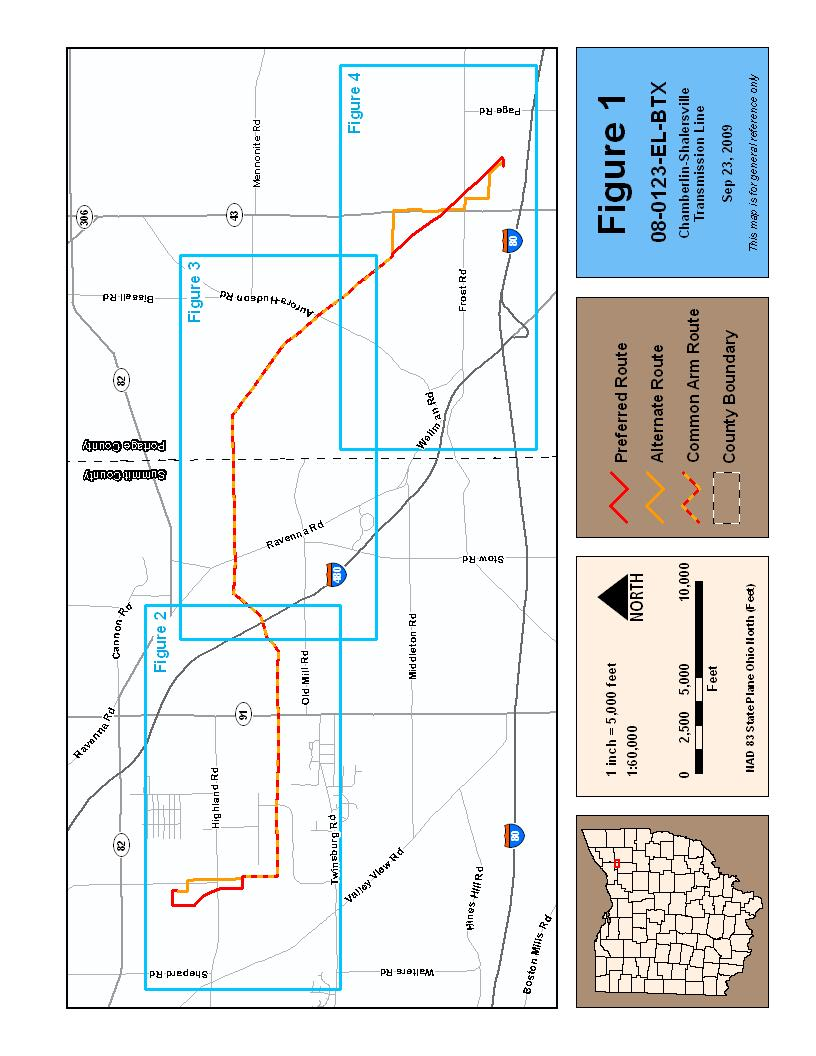 Figure 1
08-0123-EL-BTX
Chamberlin-Shalersville
Transmission Line
Sep 23, 2009
This map is for general reference only
Preferred Route
Alternate Route
Common Arm Route
County Boundary
1 inch = 5,000 feet
1:60,000
NORTH
0 2,500 5,000 10,000
Feet
NAD 83 State Plane Ohio North (Feet)
Figure 2
Figure 3
Figure 4
Summit County
Portage County
Ravanna Rd
Cannon Rd
82
82
306
43
91
480
80
80
Bissell Rd
Mennonite Rd
Aurora Hudson Rd
Page Rd
Frost Rd
Wellman Rd
Ravenna Rd
Stow Rd
Old Mill Rd
Middleton Rd
Highland Rd
Twinsburg Rd
Valley View Rd
Hines Hill Rd
Boston Mills Rd
Walters Rd
Shepard Rd